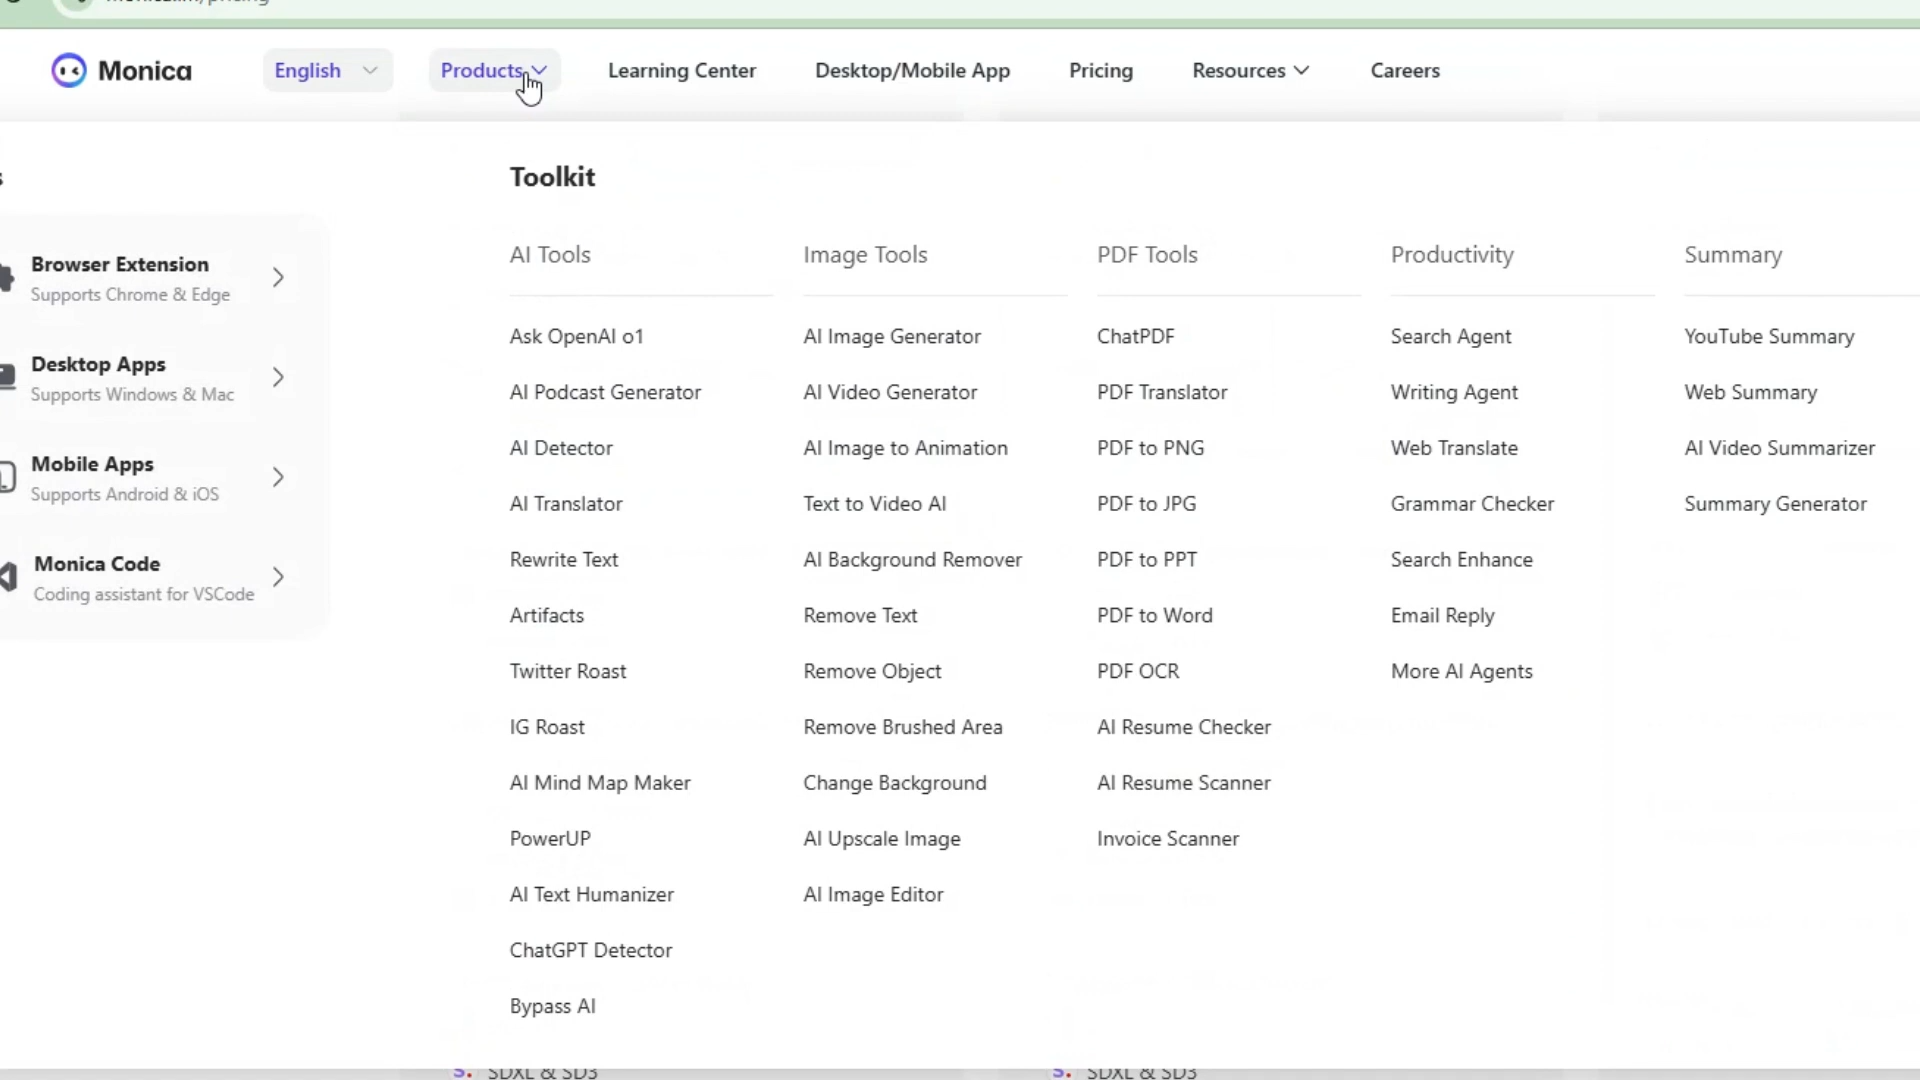 Monica
English
Products
Learning Center
Desktop/Mobile App
Pricing
Resources
Careers
Browser Extension
Supports Chrome & Edge
Desktop Apps
Supports Windows & Mac
Mobile Apps
Supports Android & iOS
Monica Code
Coding assistant for VSCode
Toolkit
AI Tools
Ask OpenAI o1
AI Podcast Generator
AI Detector
AI Translator
Rewrite Text
Artifacts
Twitter Roast
IG Roast
AI Mind Map Maker
PowerUP
AI Text Humanizer
ChatGPT Detector
Bypass AI
Image Tools
AI Image Generator
AI Video Generator
AI Image to Animation
Text to Video AI
AI Background Remover
Remove Text
Remove Object
Remove Brushed Area
Change Background
AI Upscale Image
AI Image Editor
PDF Tools
ChatPDF
PDF Translator
PDF to PNG
PDF to JPG
PDF to PPT
PDF to Word
PDF OCR
AI Resume Checker
AI Resume Scanner
Invoice Scanner
Productivity
Search Agent
Writing Agent
Web Translate
Grammar Checker
Search Enhance
Email Reply
More AI Agents
Summary
YouTube Summary
Web Summary
AI Video Summarizer
Summary Generator
SDXL & SD3
SDXL & SD3